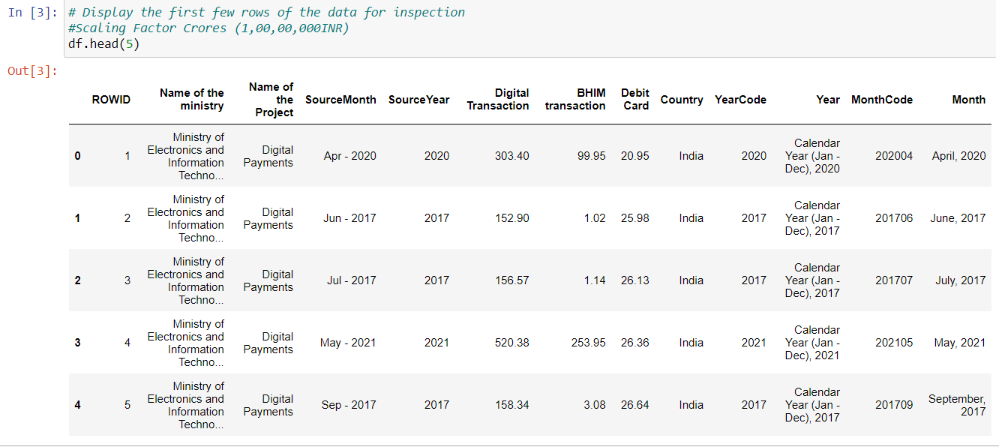 In [3]: # Display the first few rows of the data for inspection
#Scaling Factor Crores (1,00,00,000INR)
df.head(5)
Out[3]:
ROWID Name of the ministry Name of the Project SourceMonth SourceYear Digital Transaction BHIM transaction Debit Card Country YearCode Year MonthCode Month
0 1 Ministry of Electronics and Information Techno... Digital Payments Apr - 2020 2020 303.40 99.95 20.95 India 2020 Calendar Year (Jan - Dec), 2020 202004 April, 2020
1 2 Ministry of Electronics and Information Techno... Digital Payments Jun - 2017 2017 152.90 1.02 25.98 India 2017 Calendar Year (Jan - Dec), 2017 201706 June, 2017
2 3 Ministry of Electronics and Information Techno... Digital Payments Jul - 2017 2017 156.57 1.14 26.13 India 2017 Calendar Year (Jan - Dec), 2017 201707 July, 2017
3 4 Ministry of Electronics and Information Techno... Digital Payments May - 2021 2021 520.38 253.95 26.36 India 2021 Calendar Year (Jan - Dec), 2021 202105 May, 2021
4 5 Ministry of Electronics and Information Techno... Digital Payments Sep - 2017 2017 158.34 3.08 26.64 India 2017 Calendar Year (Jan - Dec), 2017 201709 September, 2017